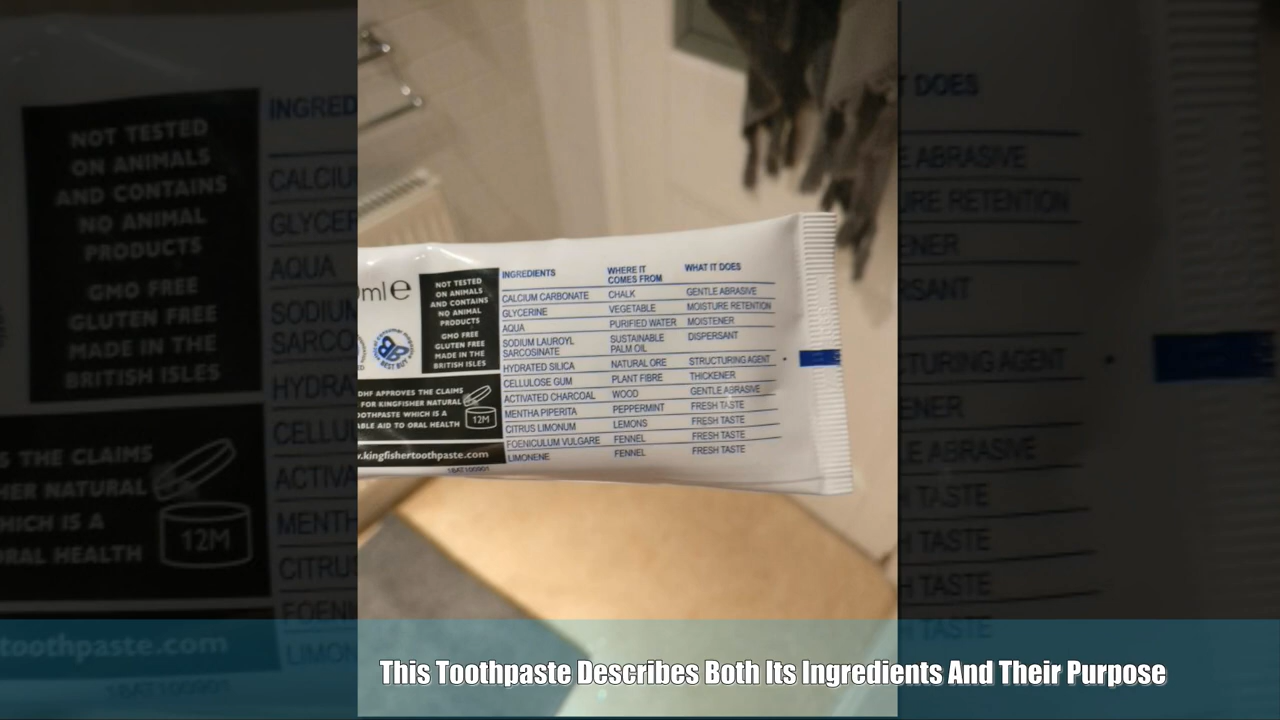 mle
NOT TESTED
ON ANIMALS
AND CONTAINS
NO ANIMAL
PRODUCTS
GMO FREE
GLUTEN FREE
MADE IN THE
BRITISH ISLES
BEST BUY
DHF APPROVES THE CLAIMS
FOR KINGFISHER NATURAL
OOTHPASTE WHICH IS A
ABLE AID TO ORAL HEALTH
12M
.kingfishertoothpaste.com
INGREDIENTS WHERE IT COMES FROM WHAT IT DOES
CALCIUM CARBONATE CHALK GENTLE ABRASIVE
GLYCERINE VEGETABLE MOISTURE RETENTION
AQUA PURIFIED WATER MOISTENER
SODIUM LAUROYL SARCOSINATE SUSTAINABLE PALM OIL DISPERSANT
HYDRATED SILICA NATURAL ORE STRUCTURING AGENT
CELLULOSE GUM PLANT FIBRE THICKENER
ACTIVATED CHARCOAL WOOD GENTLE ABRASIVE
MENTHA PIPERITA PEPPERMINT FRESH TASTE
CITRUS LIMONUM LEMONS FRESH TASTE
FOENICULUM VULGARE FENNEL FRESH TASTE
LIMONENE FENNEL FRESH TASTE
This Toothpaste Describes Both Its Ingredients And Their Purpose